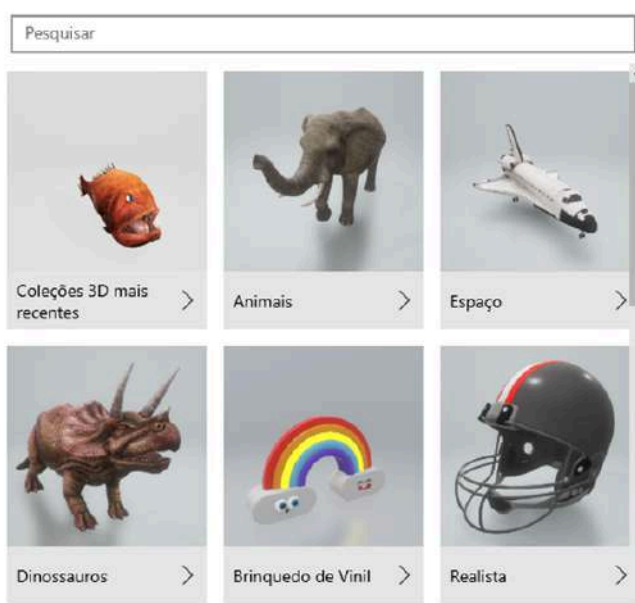 Pesquisar
Coleções 3D mais
recentes
Animais
Espaço
Dinossauros
Brinquedo de Vinil
Realista